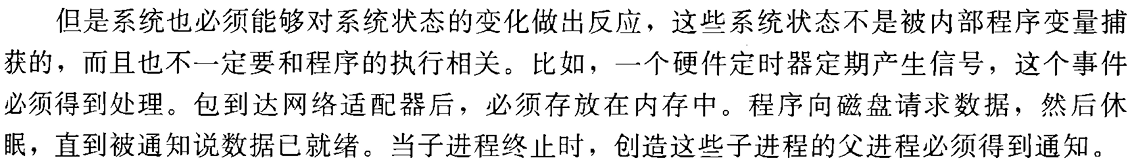 但是系统也必须能够对系统状态的变化做出反应，这些系统状态不是被内部程序变量捕
获的，而且也不一定要和程序的执行相关。比如，一个硬件定时器定期产生信号，这个事件
必须得到处理。包到达网络适配器后，必须存放在内存中。程序向磁盘请求数据，然后休
眠，直到被通知说数据已就绪。当子进程终止时，创造这些子进程的父进程必须得到通知。